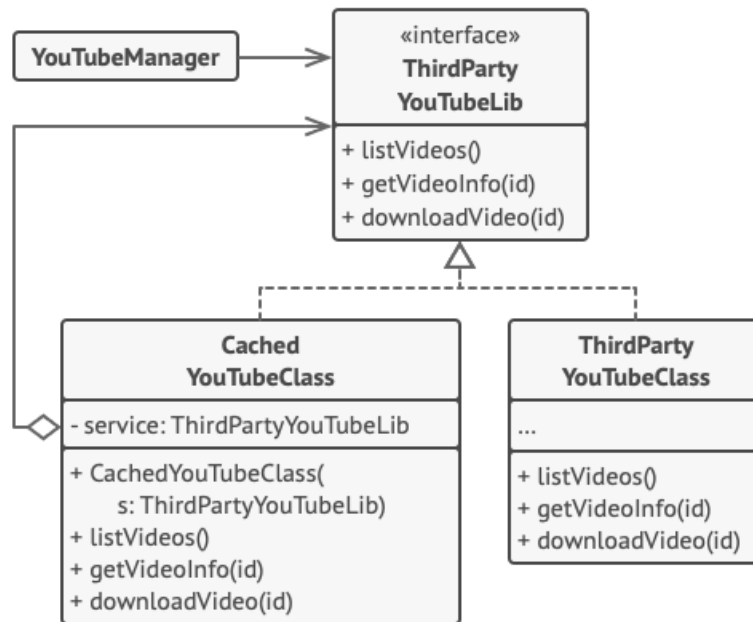 YouTubeManager
«interface»
ThirdParty
YouTubeLib
+ listVideos()
+ getVideoInfo(id)
+ downloadVideo(id)
Cached
YouTubeClass
- service: ThirdPartyYouTubeLib
+ CachedYouTubeClass(
s: ThirdPartyYouTubeLib)
+ listVideos()
+ getVideoInfo(id)
+ downloadVideo(id)
ThirdParty
YouTubeClass
...
+ listVideos()
+ getVideoInfo(id)
+ downloadVideo(id)